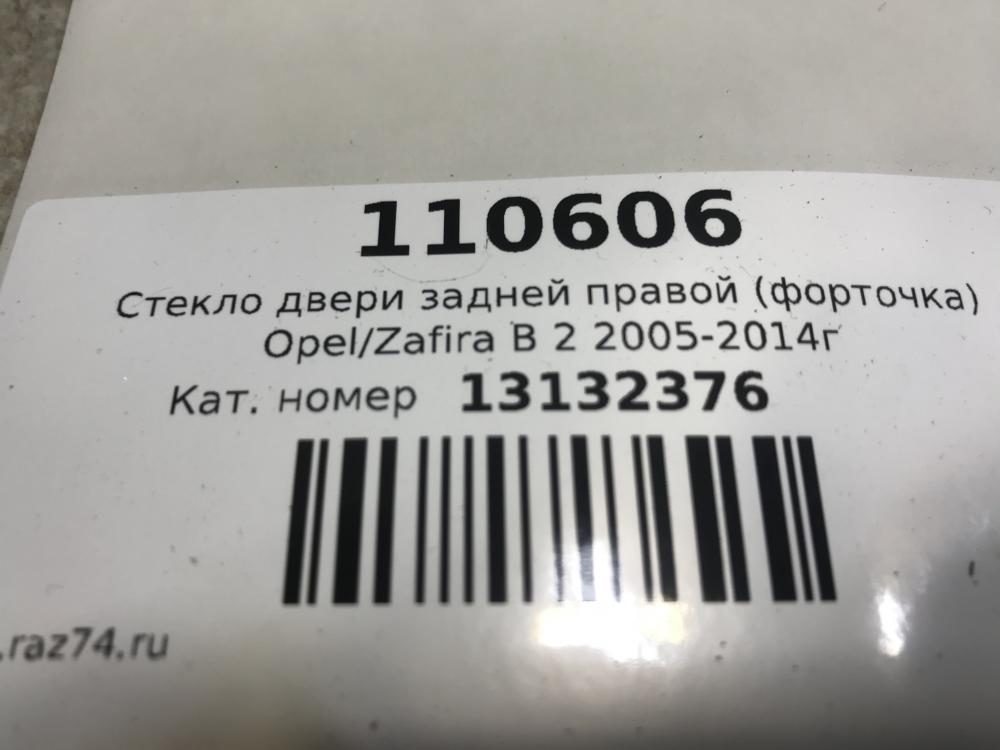 110606
Стекло двери задней правой (форточка)
Opel/Zafira B 2 2005-2014г
Кат. номер 13132376
.raz74.ru